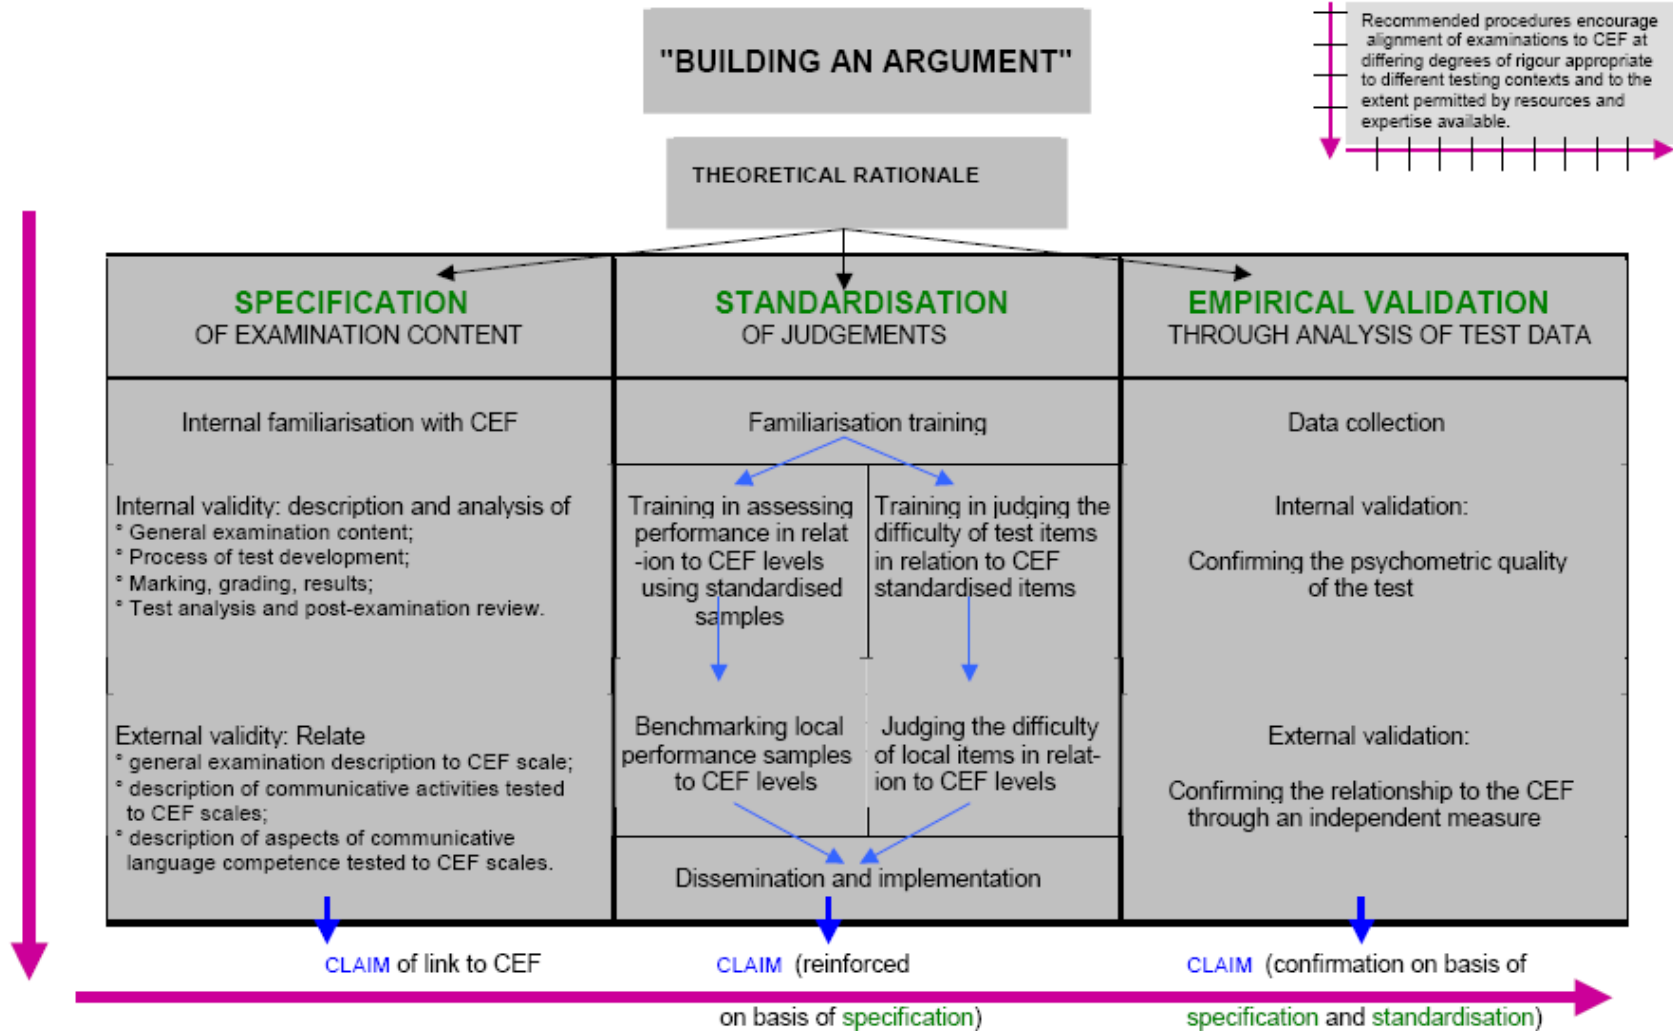 "BUILDING AN ARGUMENT"
Recommended procedures encourage
alignment of examinations to CEF at
differing degrees of rigour appropriate
to different testing contexts and to the
extent permitted by resources and
expertise available.
THEORETICAL RATIONALE
SPECIFICATION
OF EXAMINATION CONTENT
STANDARDISATION
OF JUDGEMENTS
EMPIRICAL VALIDATION
THROUGH ANALYSIS OF TEST DATA
Internal familiarisation with CEF
Familiarisation training
Data collection
Internal validity: description and analysis of
° General examination content;
° Process of test development;
° Marking, grading, results;
° Test analysis and post-examination review.
Training in assessing
performance in relat
-ion to CEF levels
using standardised
samples
Training in judging the
difficulty of test items
in relation to CEF
standardised items
Internal validation:
Confirming the psychometric quality
of the test
External validity: Relate
° general examination description to CEF scale;
° description of communicative activities tested
to CEF scales;
° description of aspects of communicative
language competence tested to CEF scales.
Benchmarking local
performance samples
to CEF levels
Judging the difficulty
of local items in relat-
ion to CEF levels
External validation:
Confirming the relationship to the CEF
through an independent measure
Dissemination and implementation
CLAIM of link to CEF
CLAIM (reinforced
on basis of specification)
CLAIM (confirmation on basis of
specification and standardisation)